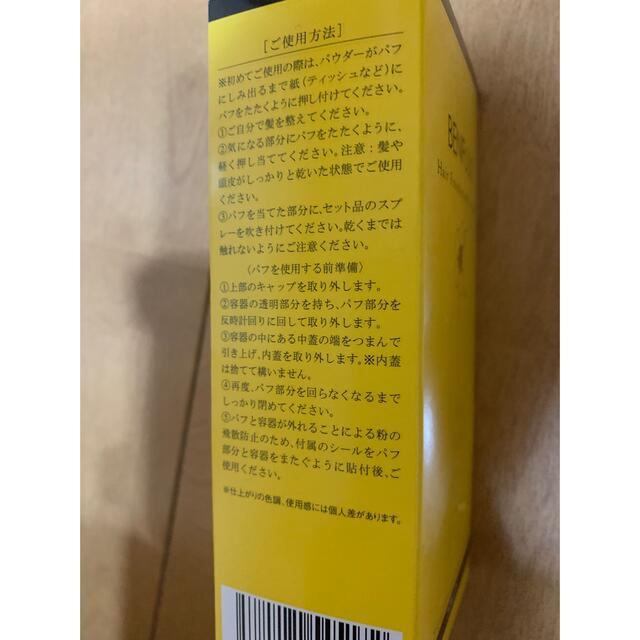 ［ご使用方法］
※初めてご使用の際は、パウダーがパフ
にしみ出るまで紙（ティッシュなど）に
パフをたたくように押し付けてください。
①ご自分で髪を整えてください。
②気になる部分にパフをたたくように、
軽く押し当ててください。注意：髪や
頭皮がしっかりと乾いた状態でご使用
ください。
③パフを当てた部分に、セット品のスプ
レーを吹き付けてください。乾くまでは
触れないようにご注意ください。
〈パフを使用する前準備〉
①上部のキャップを取り外します。
②容器の透明部分を持ち、パフ部分を
反時計回りに回して取り外します。
③容器の中にある中蓋の端をつまんで
引き上げ、内蓋を取り外します。※内蓋
は捨てて構いません。
④再度、パフ部分を回らなくなるまで
しっかり閉めてください。
⑤パフと容器が外れることによる粉の
飛散防止のため、付属のシールをパフ
部分と容器をまたぐように貼付後、ご
使用ください。
※仕上がりの色調、使用感には個人差があります。
Hair